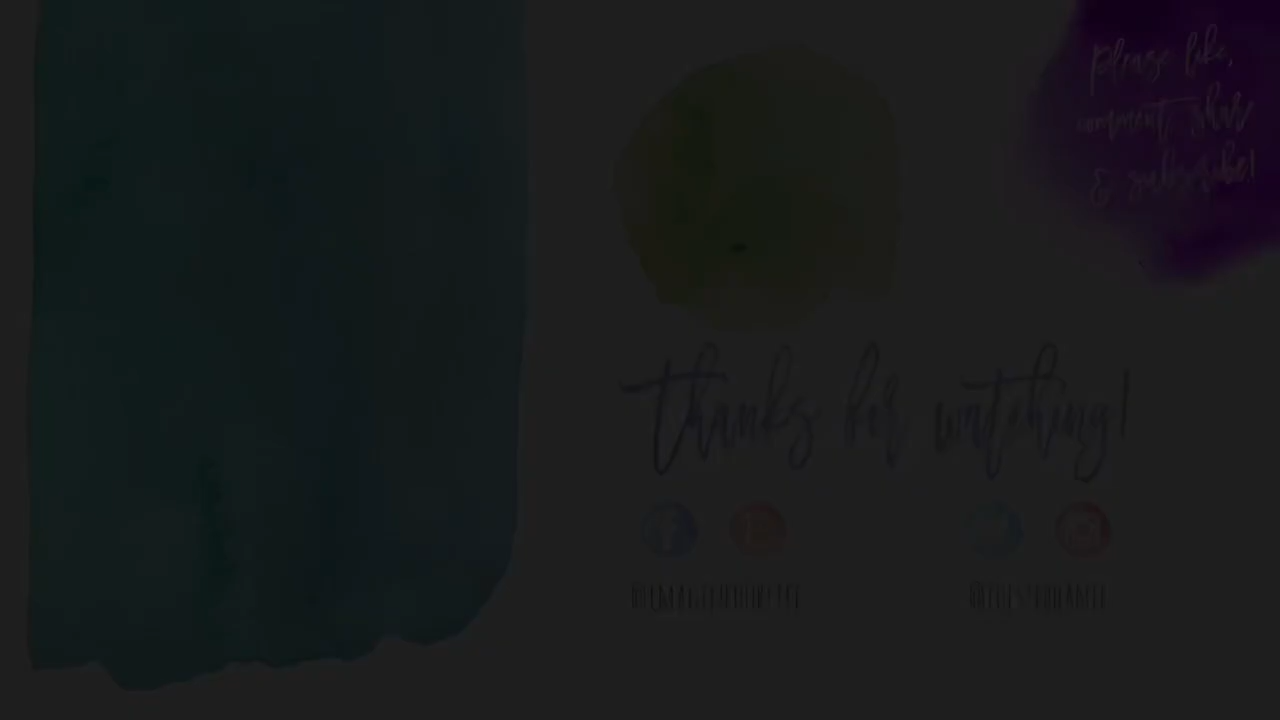 please like,
comment, share
& subscribe!
thanks for watching!